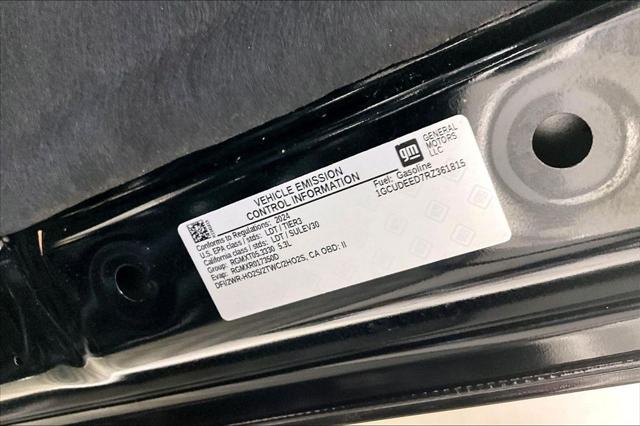 VEHICLE EMISSION
CONTROL INFORMATION
gm
GENERAL
MOTORS
LLC
Fuel: Gasoline
1GCUDEED7RZ361815
Conforms to Regulations: 2024
U.S. EPA class / stds: LDT / TIER3
California class / stds: LDT / SULEV30
Group: RGMXT05.3330 5.3L
Evap: RGMXR0173500
DFI/2WR-HO2S/2TWC/2HO2S, CA OBD: II